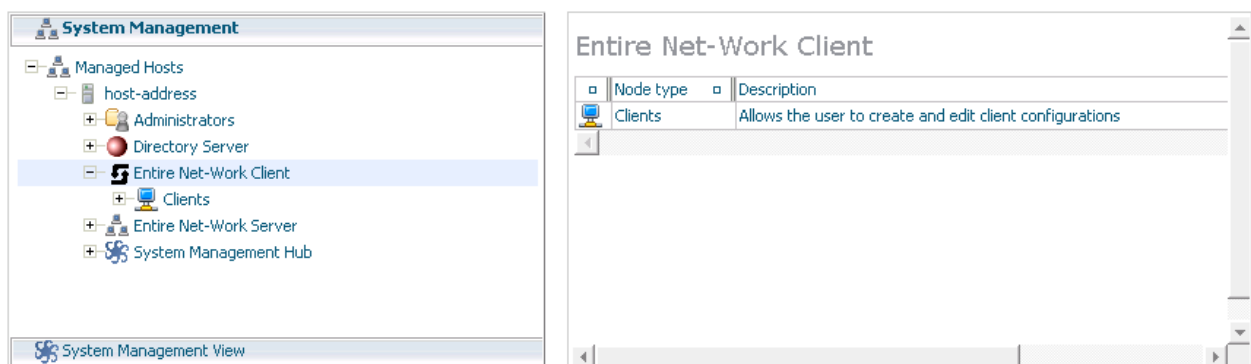 System Management
Managed Hosts
host-address
Administrators
Directory Server
Entire Net-Work Client
Clients
Entire Net-Work Server
System Management Hub
System Management View
Entire Net-Work Client
Node type Description
Clients Allows the user to create and edit client configurations